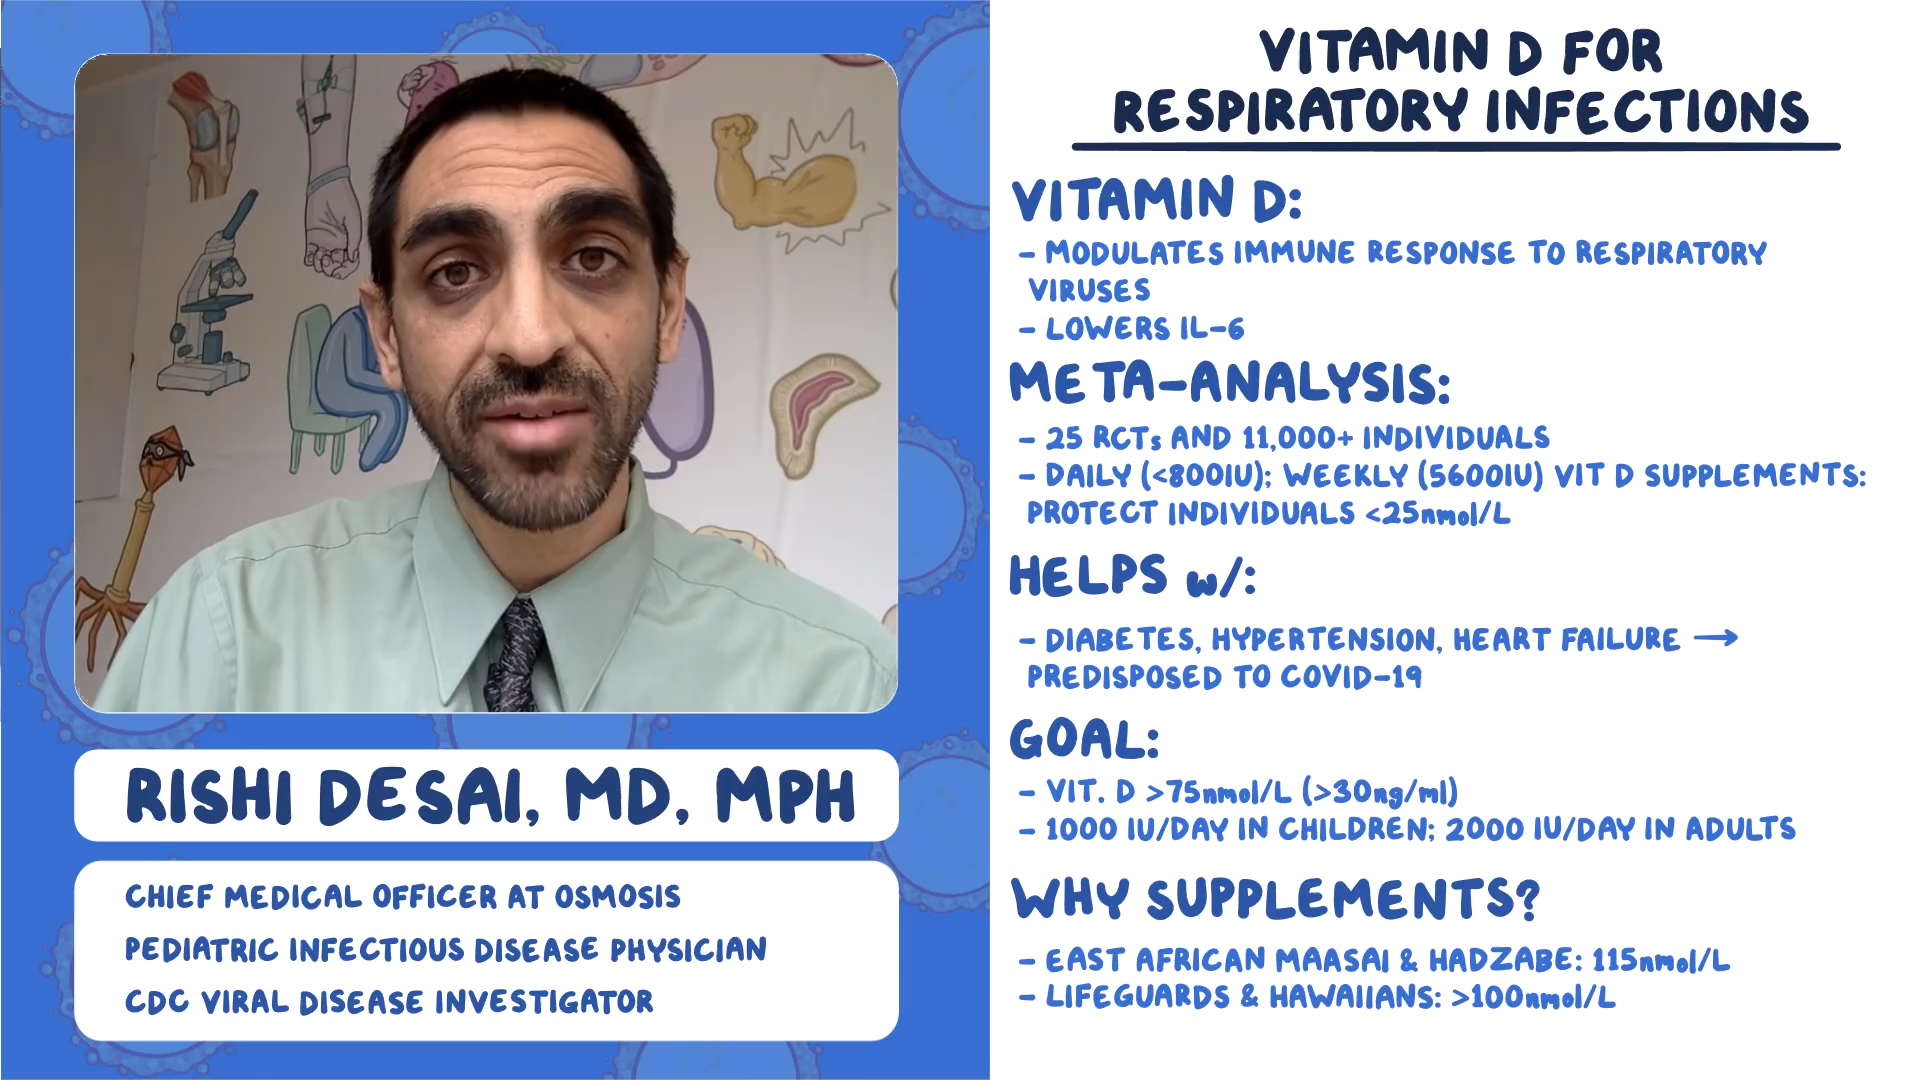 RISHI DESAI, MD, MPH
CHIEF MEDICAL OFFICER AT OSMOSIS
PEDIATRIC INFECTIOUS DISEASE PHYSICIAN
CDC VIRAL DISEASE INVESTIGATOR
VITAMIN D FOR
RESPIRATORY INFECTIONS
VITAMIN D:
- MODULATES IMMUNE RESPONSE TO RESPIRATORY
VIRUSES
- LOWERS IL-6
META-ANALYSIS:
- 25 RCTs AND 11,000+ INDIVIDUALS
- DAILY (<800IU); WEEKLY (5600IU) VIT D SUPPLEMENTS:
PROTECT INDIVIDUALS <25nmol/L
HELPS w/:
- DIABETES, HYPERTENSION, HEART FAILURE →
PREDISPOSED TO COVID-19
GOAL:
- VIT. D >75nmol/L (>30ng/ml)
- 1000 IU/DAY IN CHILDREN; 2000 IU/DAY IN ADULTS
WHY SUPPLEMENTS?
- EAST AFRICAN MAASAI & HADZABE: 115nmol/L
- LIFEGUARDS & HAWAIIANS: >100nmol/L